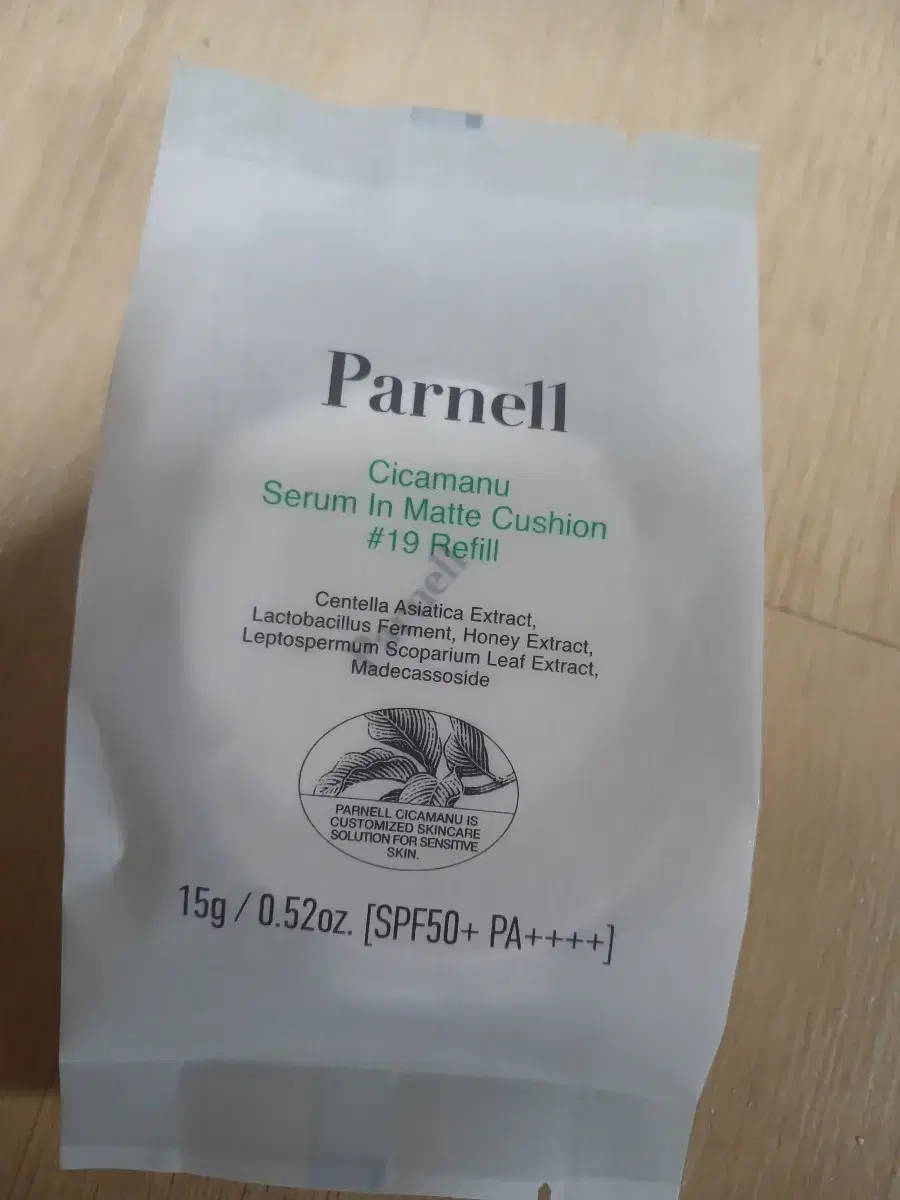 Parnell
Cicamanu
Serum In Matte Cushion
#19 Refill
Parnell
Centella Asiatica Extract,
Lactobacillus Ferment, Honey Extract,
Leptospermum Scoparium Leaf Extract,
Madecassoside
PARNELL CICAMANU IS
CUSTOMIZED SKINCARE
SOLUTION FOR SENSITIVE
SKIN.
15g / 0.52oz. [SPF50+ PA++++]